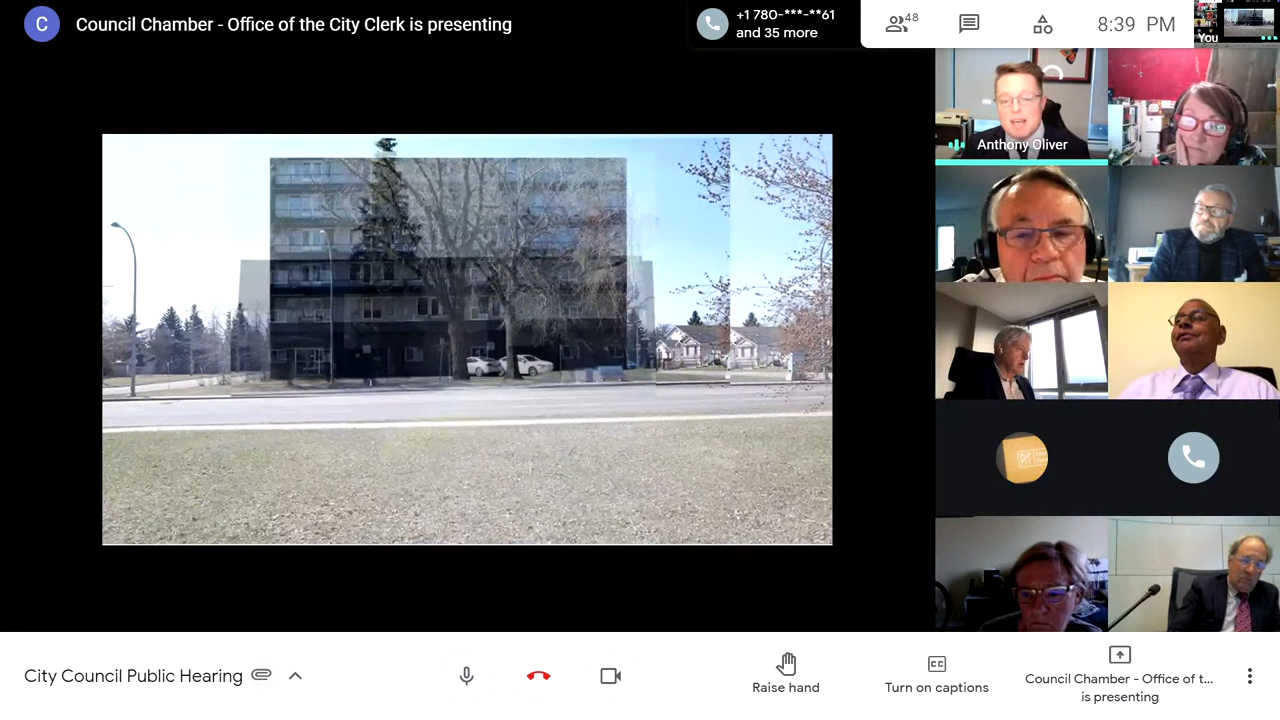 C
Council Chamber - Office of the City Clerk is presenting
+1 780-***-**61
and 35 more
48
8:39 PM
You
Anthony Oliver
City Council Public Hearing
Raise hand
Turn on captions
Council Chamber - Office of t...
is presenting